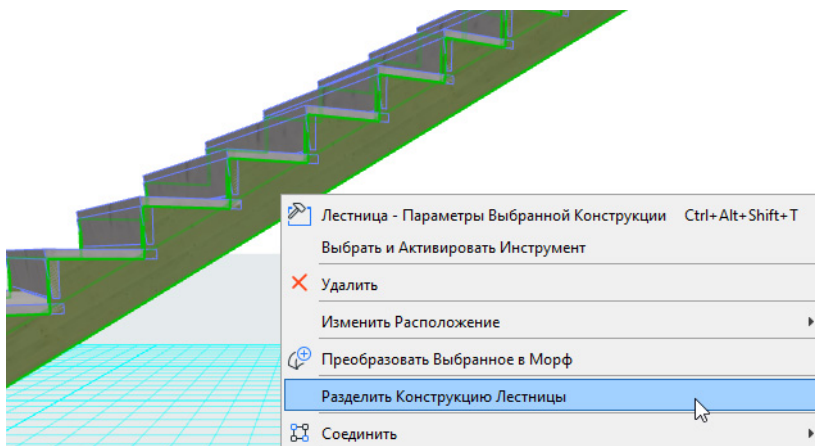 Лестница - Параметры Выбранной Конструкции Ctrl+Alt+Shift+T
Выбрать и Активировать Инструмент
Удалить
Изменить Расположение
Преобразовать Выбранное в Морф
Разделить Конструкцию Лестницы
Соединить